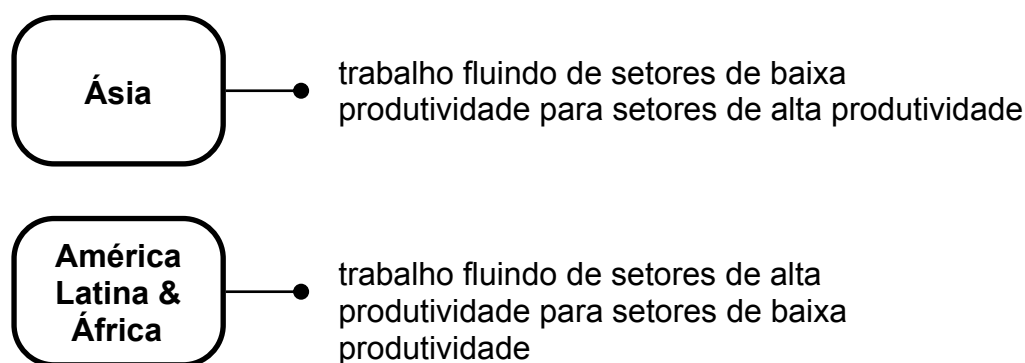 Ásia
trabalho fluindo de setores de baixa
produtividade para setores de alta produtividade
América
Latina &
África
trabalho fluindo de setores de alta
produtividade para setores de baixa
produtividade